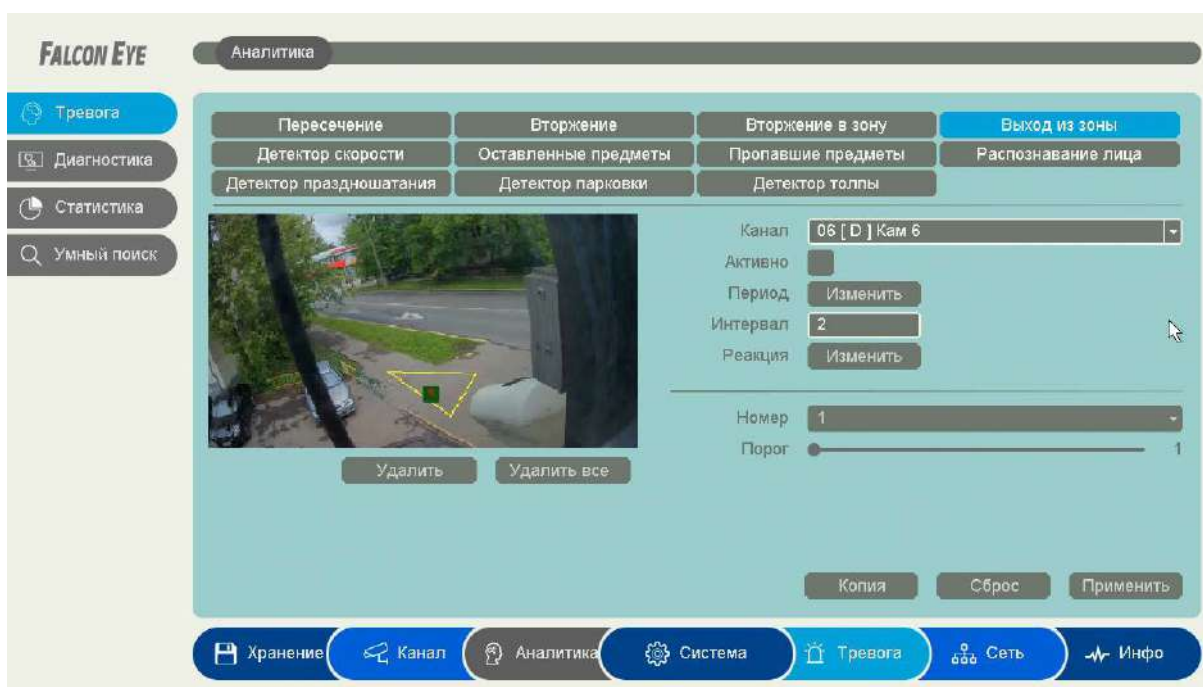 FALCON EYE
Аналитика
Тревога
Диагностика
Статистика
Умный поиск
Пересечение
Вторжение
Вторжение в зону
Выход из зоны
Детектор скорости
Оставленные предметы
Пропавшие предметы
Распознавание лица
Детектор праздношатания
Детектор парковки
Детектор толпы
Канал
06 [ D ] Кам 6
Активно
Период
Изменить
Интервал
2
Реакция
Изменить
Номер
1
Порог
1
Удалить
Удалить все
Копия
Сброс
Применить
Хранение
Канал
Аналитика
Система
Тревога
Сеть
Инфо